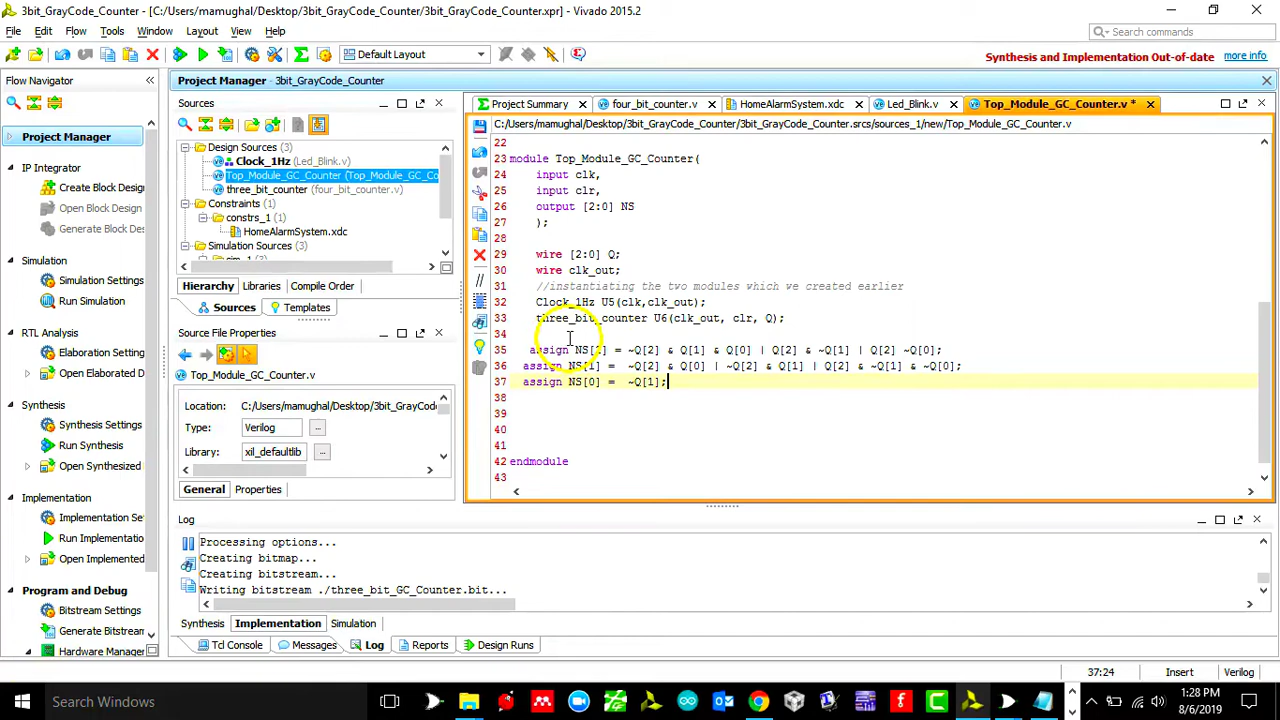 3bit_GrayCode_Counter - [C:/Users/mamughal/Desktop/3bit_GrayCode_Counter/3bit_GrayCode_Counter.xpr] - Vivado 2015.2
File Edit Flow Tools Window Layout View Help
Search commands
Default Layout
Synthesis and Implementation Out-of-date more info
Flow Navigator
Project Manager - 3bit_GrayCode_Counter
Project Manager
IP Integrator
Create Block Design
Open Block Design
Generate Block Des
Simulation
Simulation Settings
Run Simulation
RTL Analysis
Elaboration Settings
Open Elaborated D
Synthesis
Synthesis Settings
Run Synthesis
Open Synthesized
Implementation
Implementation Se
Run Implementatio
Open Implemented
Program and Debug
Bitstream Settings
Generate Bitstream
Hardware Manager
Sources
Design Sources (3)
Clock_1Hz (Led_Blink.v)
Top_Module_GC_Counter (Top_Module_GC_Co
three_bit_counter (four_bit_counter.v)
Constraints (1)
constrs_1 (1)
HomeAlarmSystem.xdc
Simulation Sources (3)
sim_1 (3)
Hierarchy Libraries Compile Order
Sources Templates
Source File Properties
Top_Module_GC_Counter.v
Location: C:/Users/mamughal/Desktop/3bit_GrayCod
Type: Verilog ...
Library: xil_defaultlib ...
General Properties
Project Summary four_bit_counter.v HomeAlarmSystem.xdc Led_Blink.v Top_Module_GC_Counter.v *
C:/Users/mamughal/Desktop/3bit_GrayCode_Counter/3bit_GrayCode_Counter.srcs/sources_1/new/Top_Module_GC_Counter.v
22
23 module Top_Module_GC_Counter(
24 input clk,
25 input clr,
26 output [2:0] NS
27 );
28
29 wire [2:0] Q;
30 wire clk_out;
31 //instantiating the two modules which we created earlier
32 Clock_1Hz U5(clk,clk_out);
33 three_bit_counter U6(clk_out, clr, Q);
34
35 assign NS[2] = ~Q[2] & Q[1] & Q[0] | Q[2] & ~Q[1] | Q[2] ~Q[0];
36 assign NS[1] = ~Q[2] & Q[0] | ~Q[2] & Q[1] | Q[2] & ~Q[1] & ~Q[0];
37 assign NS[0] = ~Q[1];
38
39
40
41
42 endmodule
43
Log
Processing options...
Creating bitmap...
Creating bitstream...
Writing bitstream ./three_bit_GC_Counter.bit...
Synthesis Implementation Simulation
Tcl Console Messages Log Reports Design Runs
37:24 Insert Verilog
Search Windows
1:28 PM
8/6/2019